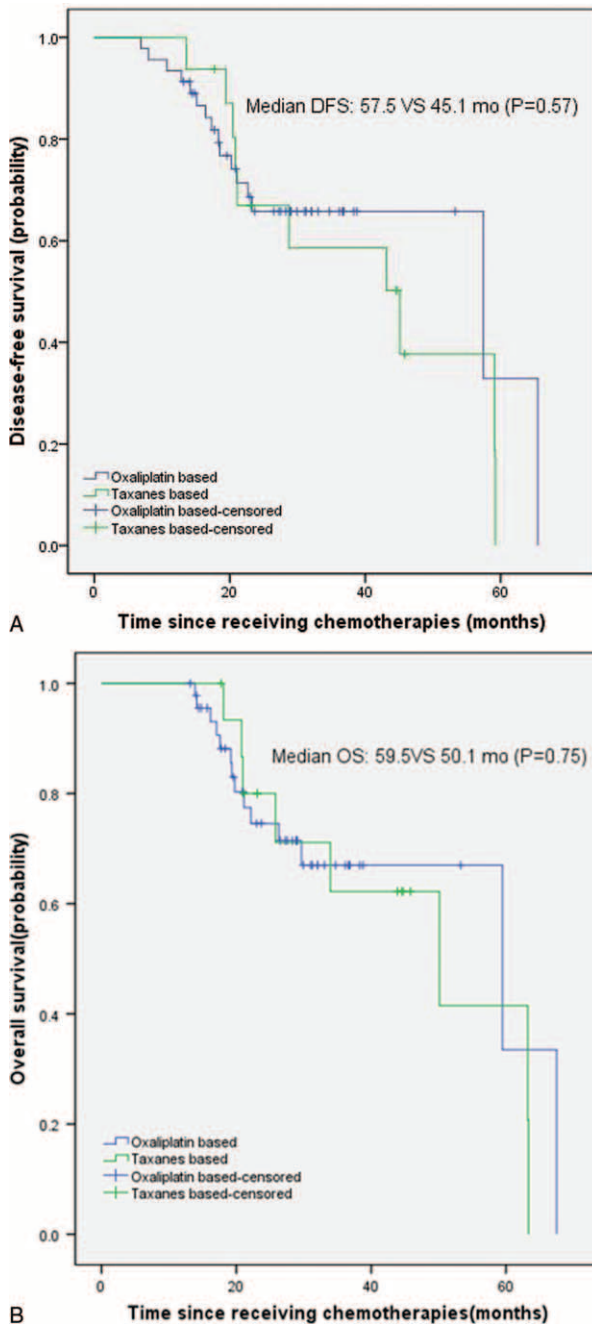 1.0
0.8
0.6
0.4
0.2
0.0
Disease-free survival (probability)
Median DFS: 57.5 VS 45.1 mo (P=0.57)
Oxaliplatin based
Taxanes based
Oxaliplatin based-censored
Taxanes based-censored
0 20 40 60
A
Time since receiving chemotherapies (months)
1.0
0.8
0.6
0.4
0.2
0.0
Overall survival(probability)
Median OS: 59.5VS 50.1 mo (P=0.75)
Oxaliplatin based
Taxanes based
Oxaliplatin based-censored
Taxanes based-censored
0 20 40 60
B
Time since receiving chemotherapies(months)